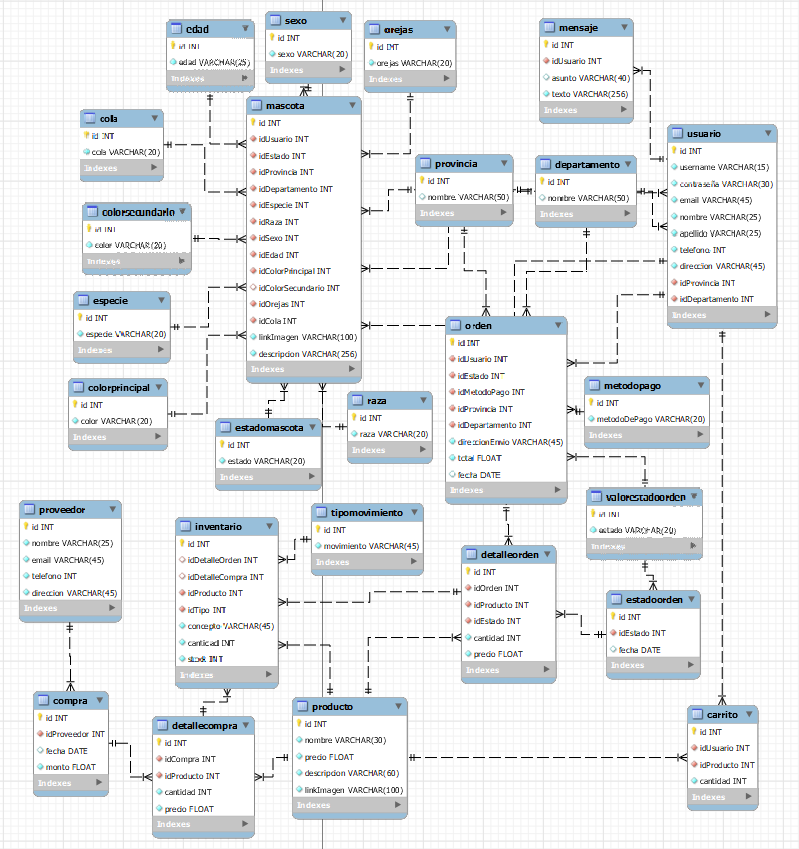 edad
id INT
edad VARCHAR(25)
Indexes
sexo
id INT
sexo VARCHAR(20)
Indexes
orejas
id INT
orejas VARCHAR(20)
Indexes
mensaje
id INT
idUsuario INT
asunto VARCHAR(40)
texto VARCHAR(256)
Indexes
cola
id INT
cola VARCHAR(20)
Indexes
mascota
id INT
idUsuario INT
idEstado INT
idProvincia INT
idDepartamento INT
idEspecie INT
idRaza INT
idSexo INT
idEdad INT
idColorPrincipal INT
idColorSecundario INT
idOrejas INT
idCola INT
linkImagen VARCHAR(100)
descripcion VARCHAR(256)
Indexes
provincia
id INT
nombre VARCHAR(50)
Indexes
departamento
id INT
nombre VARCHAR(50)
Indexes
usuario
id INT
username VARCHAR(15)
contraseña VARCHAR(30)
email VARCHAR(45)
nombre VARCHAR(25)
apellido VARCHAR(25)
telefono INT
direccion VARCHAR(45)
idProvincia INT
idDepartamento INT
Indexes
colorsecundario
id INT
color VARCHAR(20)
Indexes
especie
id INT
especie VARCHAR(20)
Indexes
colorprincipal
id INT
color VARCHAR(20)
Indexes
estadomascota
id INT
estado VARCHAR(20)
Indexes
raza
id INT
raza VARCHAR(20)
Indexes
orden
id INT
idUsuario INT
idEstado INT
idMetodoPago INT
idProvincia INT
idDepartamento INT
direccionEnvio VARCHAR(45)
total FLOAT
fecha DATE
Indexes
metodopago
id INT
metodoDePago VARCHAR(20)
Indexes
valorestadoorden
id INT
estado VARCHAR(20)
Indexes
proveedor
id INT
nombre VARCHAR(25)
email VARCHAR(45)
telefono INT
direccion VARCHAR(45)
Indexes
inventario
id INT
idDetalleOrden INT
idDetalleCompra INT
idProducto INT
idTipo INT
concepto VARCHAR(45)
cantidad INT
stock INT
Indexes
tipomovimiento
id INT
movimiento VARCHAR(45)
Indexes
detalleorden
id INT
idOrden INT
idProducto INT
idEstado INT
cantidad INT
precio FLOAT
Indexes
estadoorden
id INT
idEstado INT
fecha DATE
Indexes
compra
id INT
idProveedor INT
fecha DATE
monto FLOAT
Indexes
detallecompra
id INT
idCompra INT
idProducto INT
cantidad INT
precio FLOAT
Indexes
producto
id INT
nombre VARCHAR(30)
precio FLOAT
descripcion VARCHAR(60)
linkImagen VARCHAR(100)
Indexes
carrito
id INT
idUsuario INT
idProducto INT
cantidad INT
Indexes